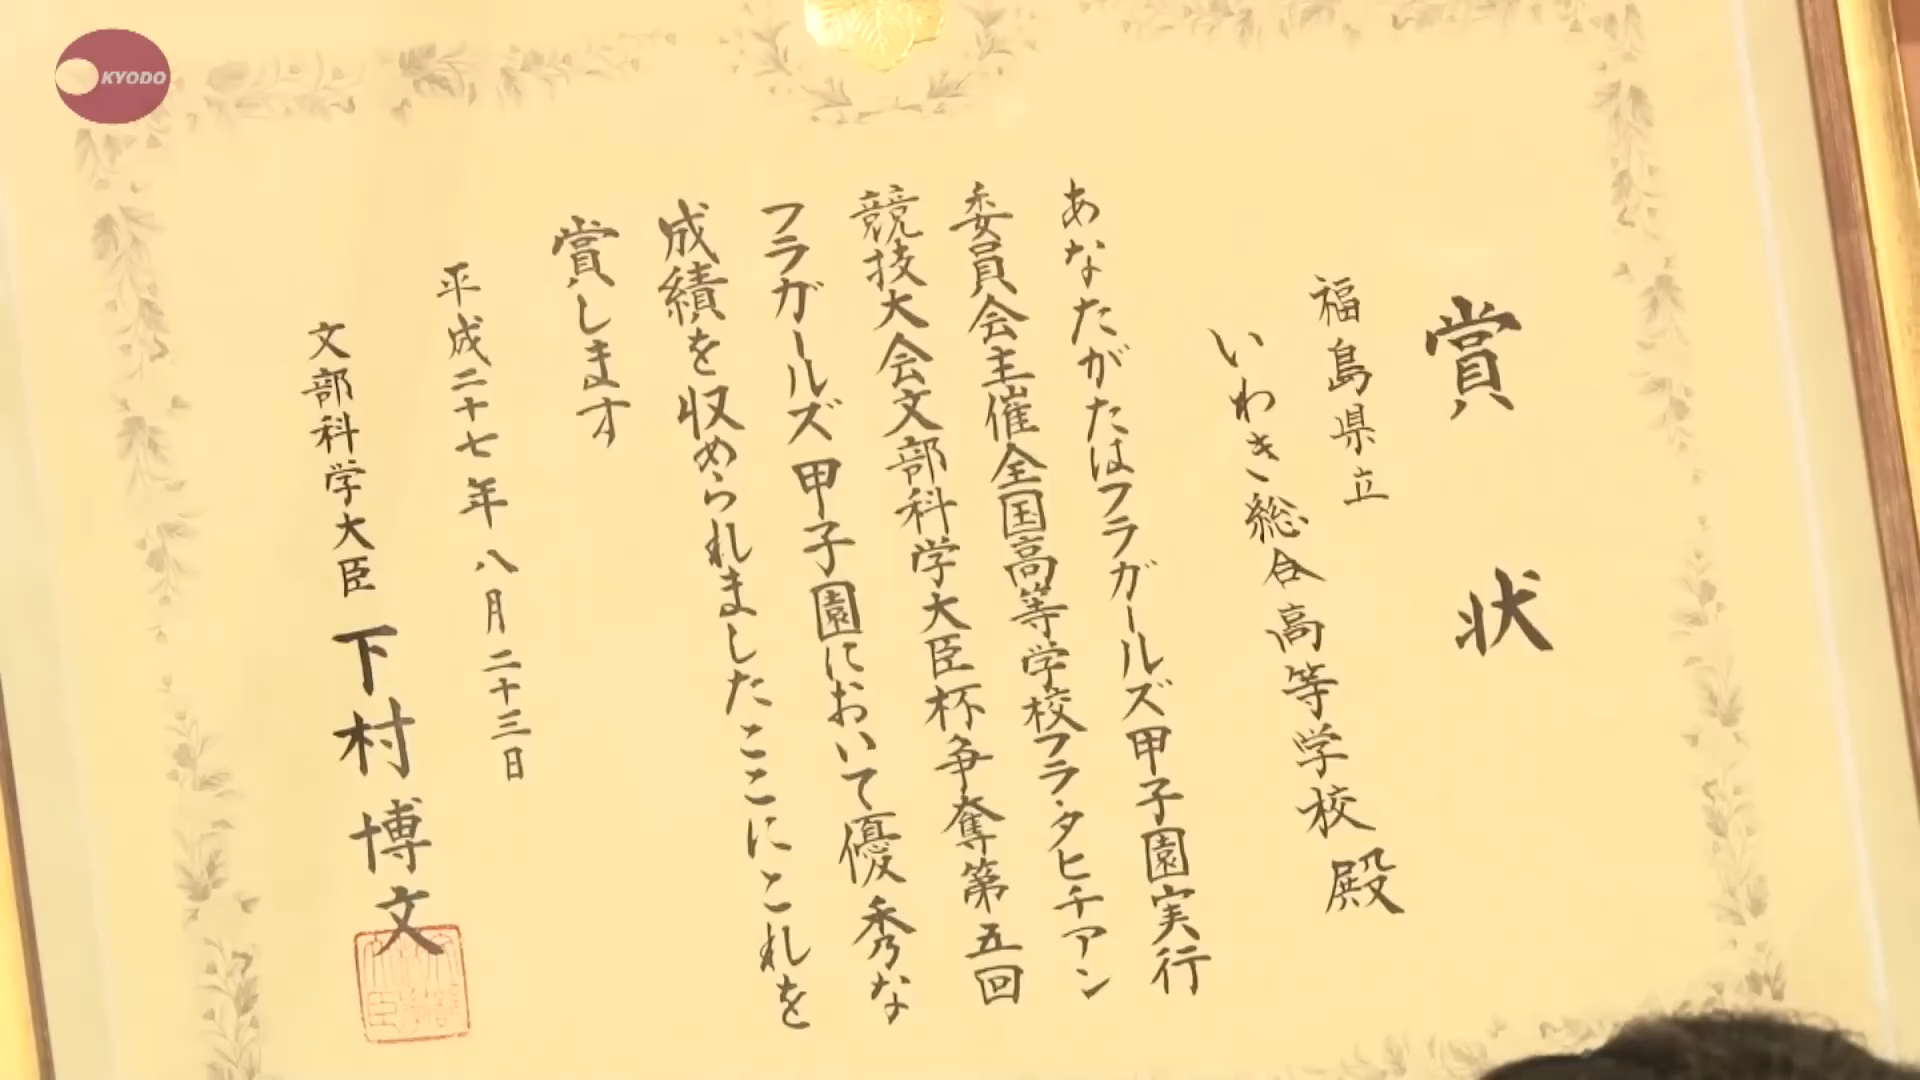 KYODO
賞状
福島県立
いわき総合高等学校殿
あなたがたはフラガールズ甲子園実行
委員会主催全国高等学校フラ・タヒチアン
競技大会文部科学大臣杯争奪第五回
フラガールズ甲子園において優秀な
成績を収められましたここにこれを
賞します
平成二十七年八月二十三日
文部科学大臣 下村博文